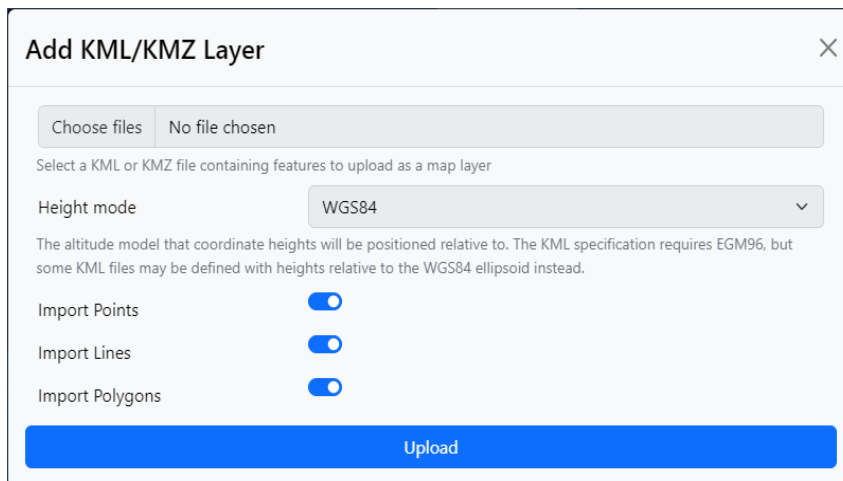 Add KML/KMZ Layer
Choose files No file chosen
Select a KML or KMZ file containing features to upload as a map layer
Height mode WGS84
The altitude model that coordinate heights will be positioned relative to. The KML specification requires EGM96, but
some KML files may be defined with heights relative to the WGS84 ellipsoid instead.
Import Points
Import Lines
Import Polygons
Upload